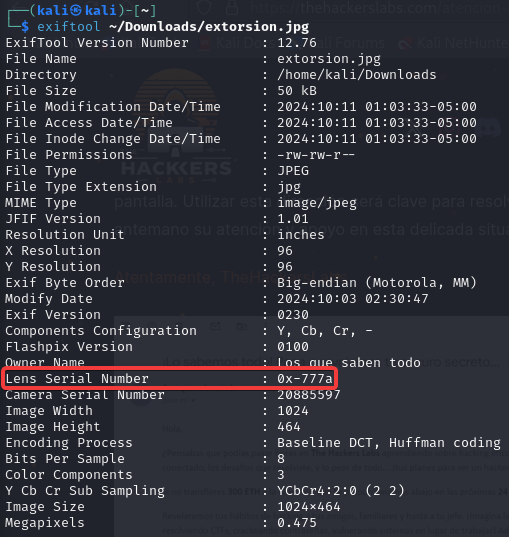 ┌──(kali㉿kali)-[~]
└─$ exiftool ~/Downloads/extorsion.jpg
ExifTool Version Number : 12.76
File Name : extorsion.jpg
Directory : /home/kali/Downloads
File Size : 50 kB
File Modification Date/Time : 2024:10:11 01:03:33-05:00
File Access Date/Time : 2024:10:11 01:03:33-05:00
File Inode Change Date/Time : 2024:10:11 01:03:33-05:00
File Permissions : -rw-rw-r--
File Type : JPEG
File Type Extension : jpg
MIME Type : image/jpeg
JFIF Version : 1.01
Resolution Unit : inches
X Resolution : 96
Y Resolution : 96
Exif Byte Order : Big-endian (Motorola, MM)
Modify Date : 2024:10:03 02:30:47
Exif Version : 0230
Components Configuration : Y, Cb, Cr, -
Flashpix Version : 0100
Owner Name : Los que saben todo
Lens Serial Number : 0x-777a
Camera Serial Number : 20885597
Image Width : 1024
Image Height : 464
Encoding Process : Baseline DCT, Huffman coding
Bits Per Sample : 8
Color Components : 3
Y Cb Cr Sub Sampling : YCbCr4:2:0 (2 2)
Image Size : 1024×464
Megapixels : 0.475
HACKERS